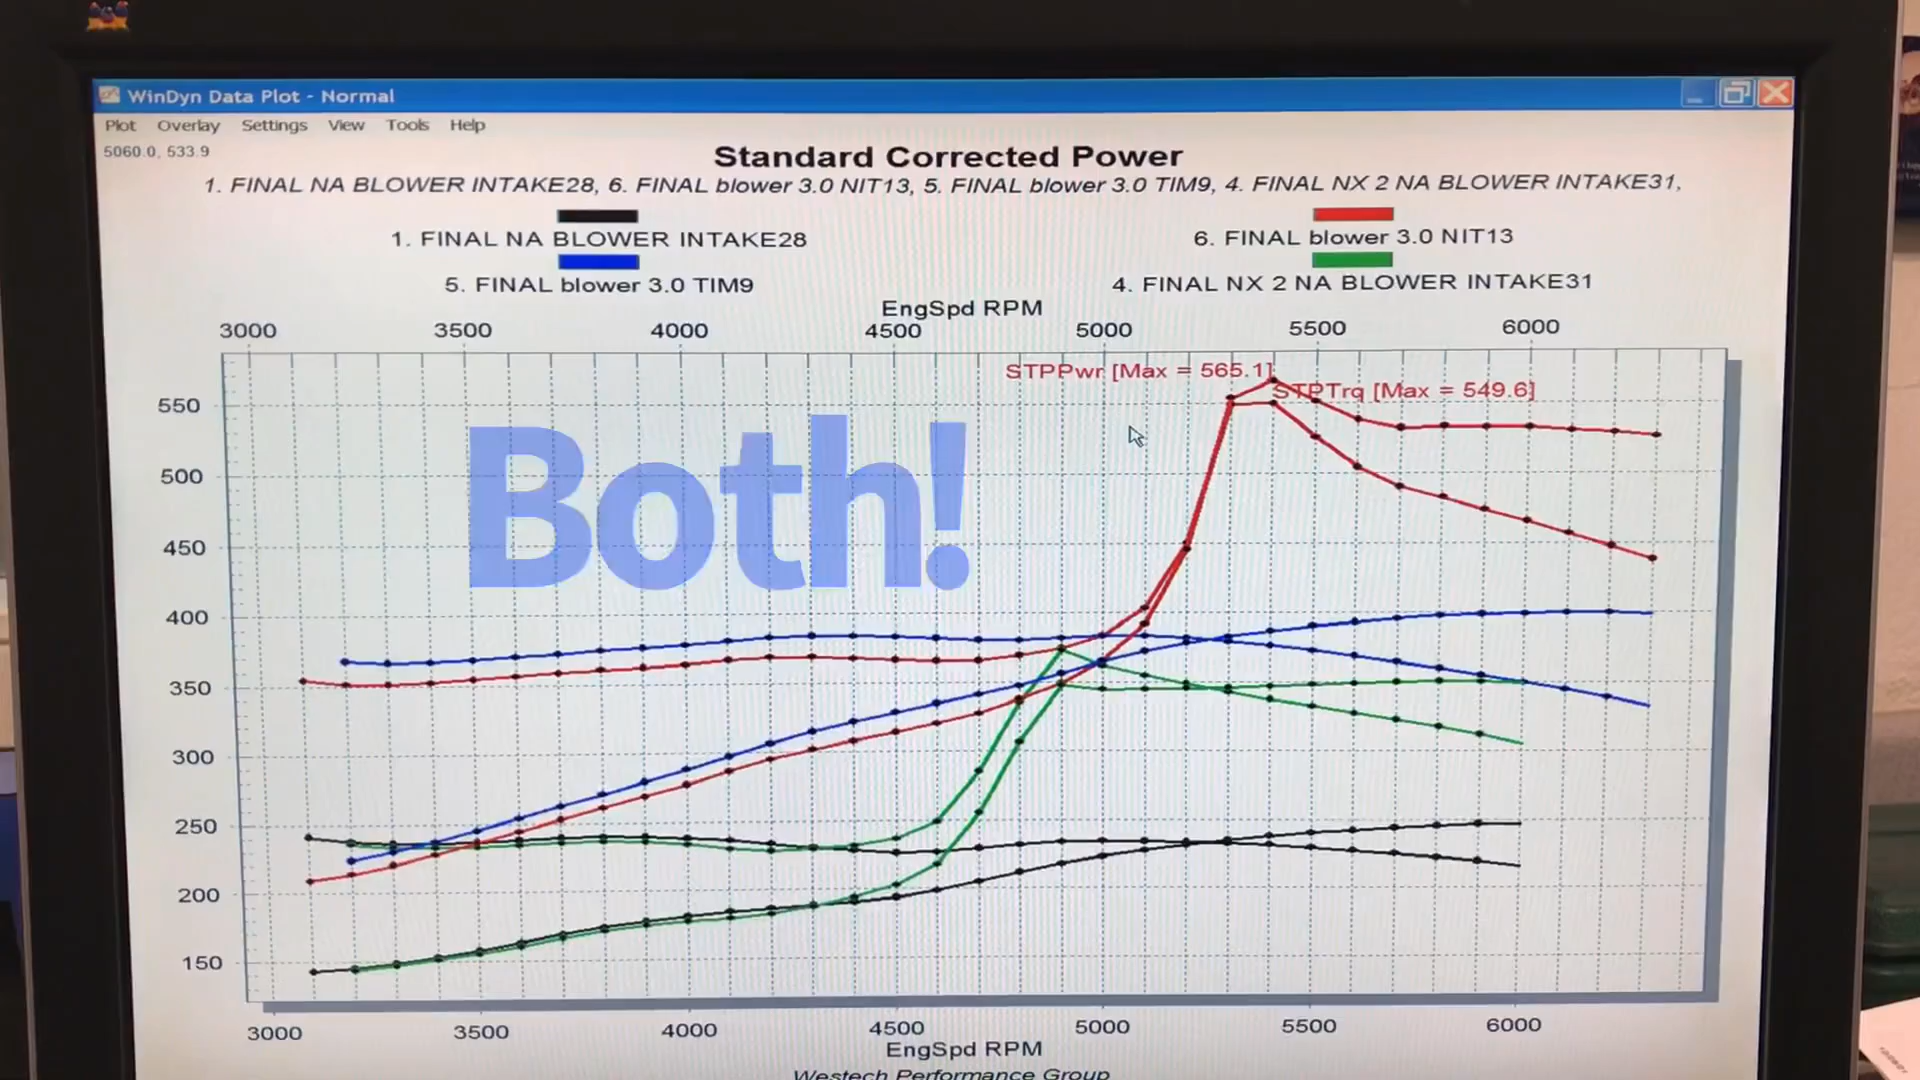 WinDyn Data Plot - Normal
Plot Overlay Settings View Tools Help
5060.0, 533.9
Standard Corrected Power
1. FINAL NA BLOWER INTAKE28, 6. FINAL blower 3.0 NIT13, 5. FINAL blower 3.0 TIM9, 4. FINAL NX 2 NA BLOWER INTAKE31,
1. FINAL NA BLOWER INTAKE28
6. FINAL blower 3.0 NIT13
5. FINAL blower 3.0 TIM9
4. FINAL NX 2 NA BLOWER INTAKE31
EngSpd RPM
3000 3500 4000 4500 5000 5500 6000
STPPwr [Max = 565.1]
STPTrq [Max = 549.6]
Both!
550
500
450
400
350
300
250
200
150
3000 3500 4000 4500 5000 5500 6000
EngSpd RPM
Westech Performance Group